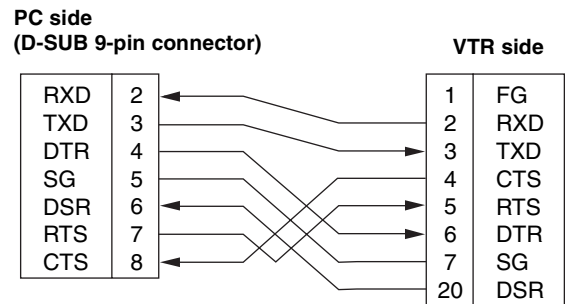 PC side
(D-SUB 9-pin connector)
VTR side
RXD 2
TXD 3
DTR 4
SG 5
DSR 6
RTS 7
CTS 8
1 FG
2 RXD
3 TXD
4 CTS
5 RTS
6 DTR
7 SG
20 DSR